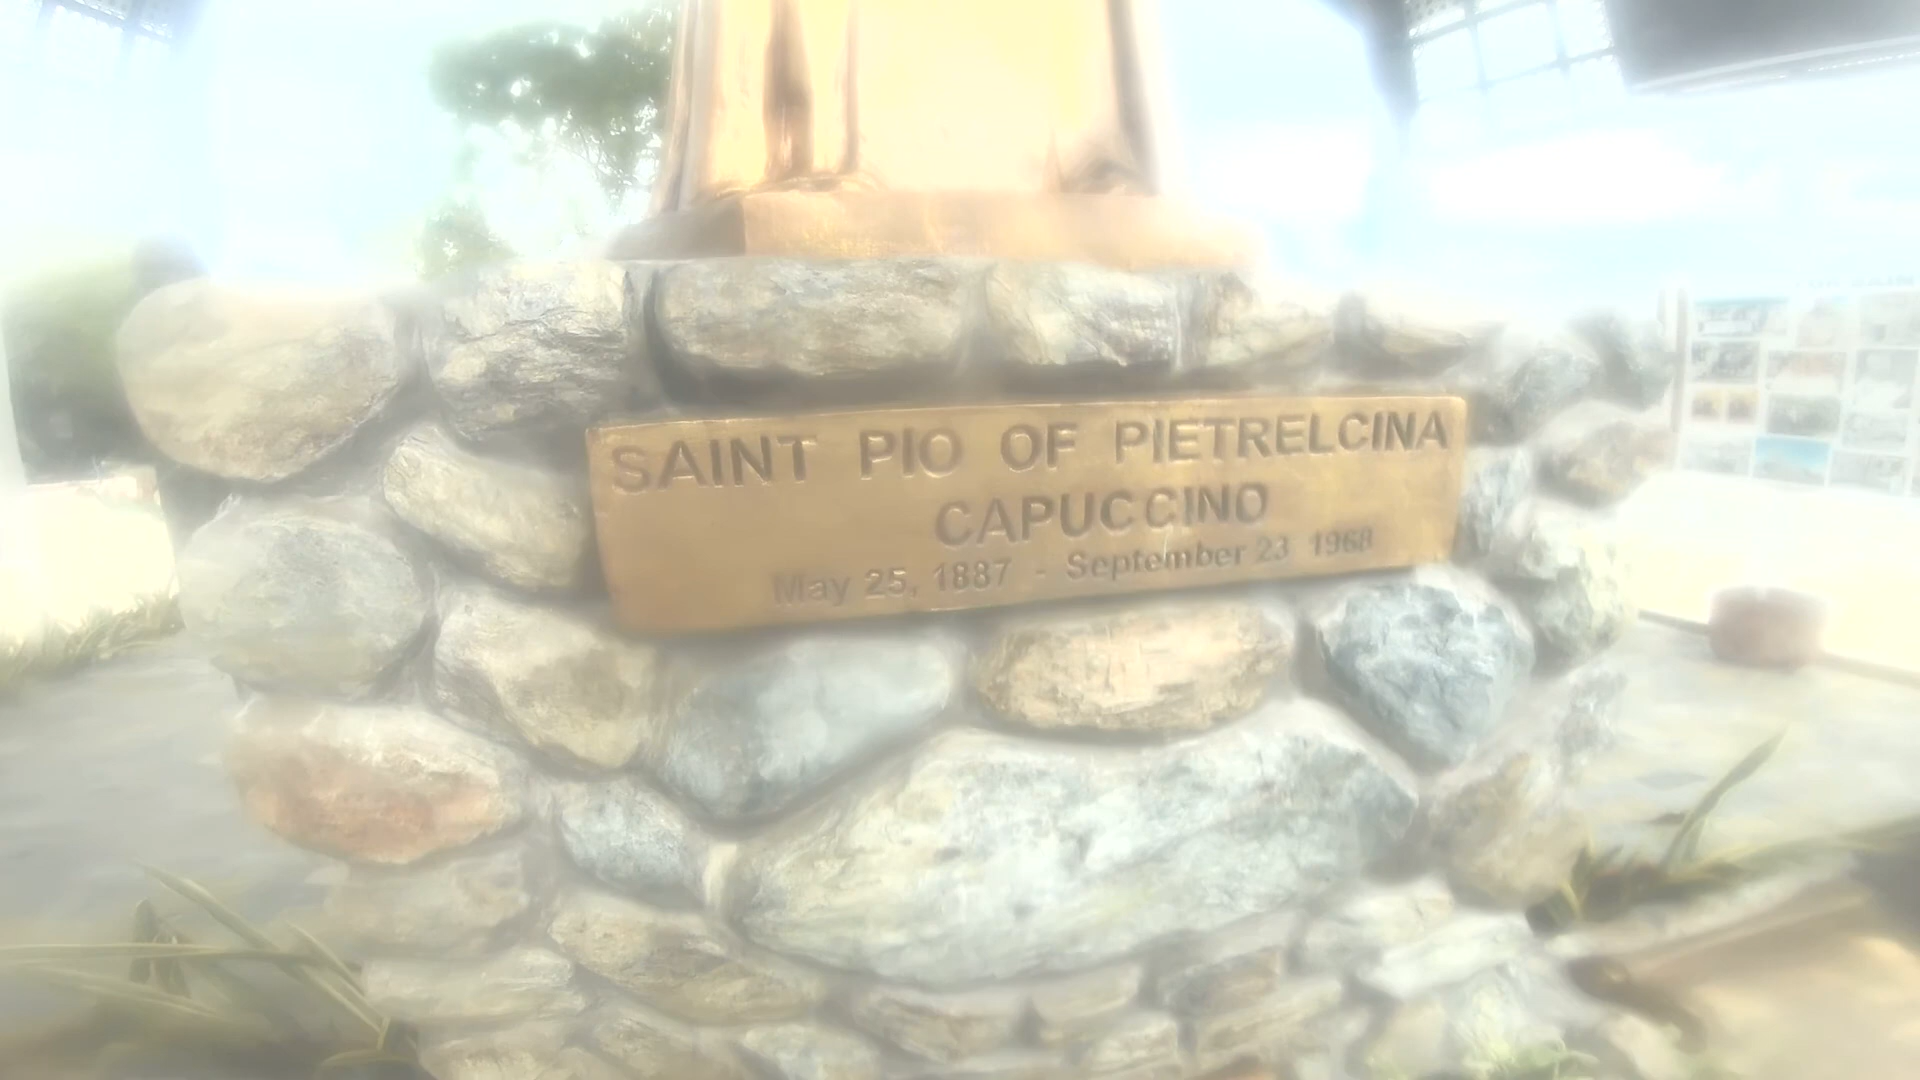 SAINT PIO OF PIETRELCINA
CAPUCCINO
May 25, 1887 - September 23 1968